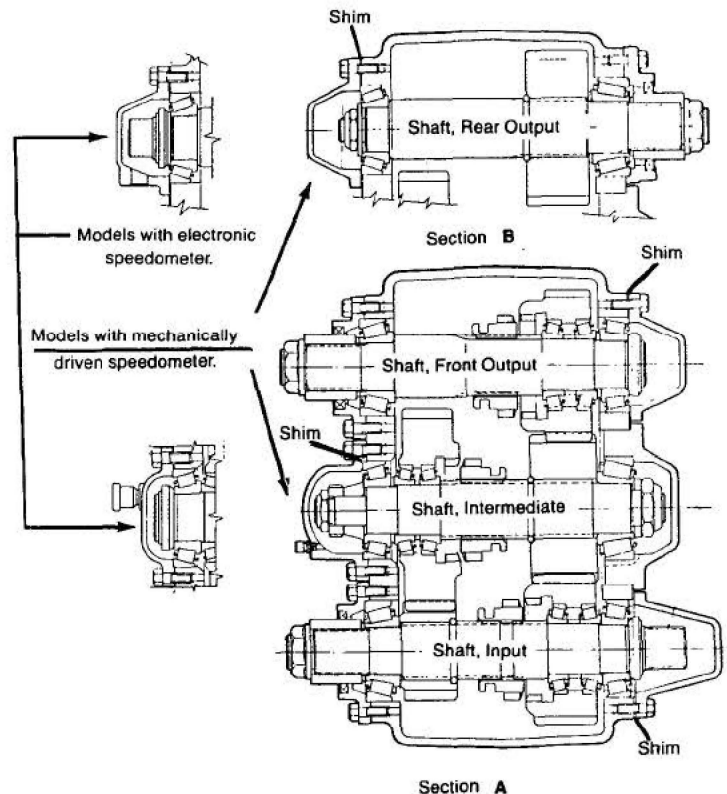 Shim
Shaft, Rear Output
Section B
Models with electronic
speedometer.
Shim
Models with mechanically
driven speedometer.
Shaft, Front Output
Shim
Shaft, Intermediate
Shaft, Input
Shim
Section A